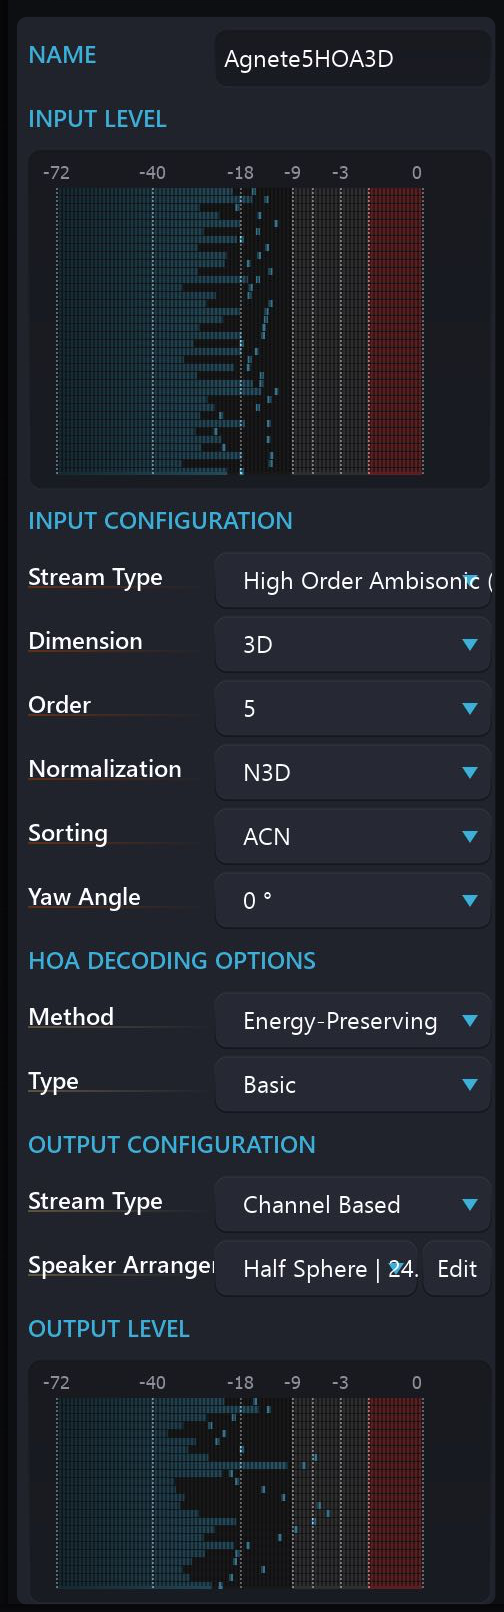 NAME
Agnete5HOA3D
INPUT LEVEL
-72 -40 -18 -9 -3 0
INPUT CONFIGURATION
Stream Type High Order Ambisonic (
Dimension 3D
Order 5
Normalization N3D
Sorting ACN
Yaw Angle 0 °
HOA DECODING OPTIONS
Method Energy-Preserving
Type Basic
OUTPUT CONFIGURATION
Stream Type Channel Based
Speaker Arranger Half Sphere | 24. Edit
OUTPUT LEVEL
-72 -40 -18 -9 -3 0